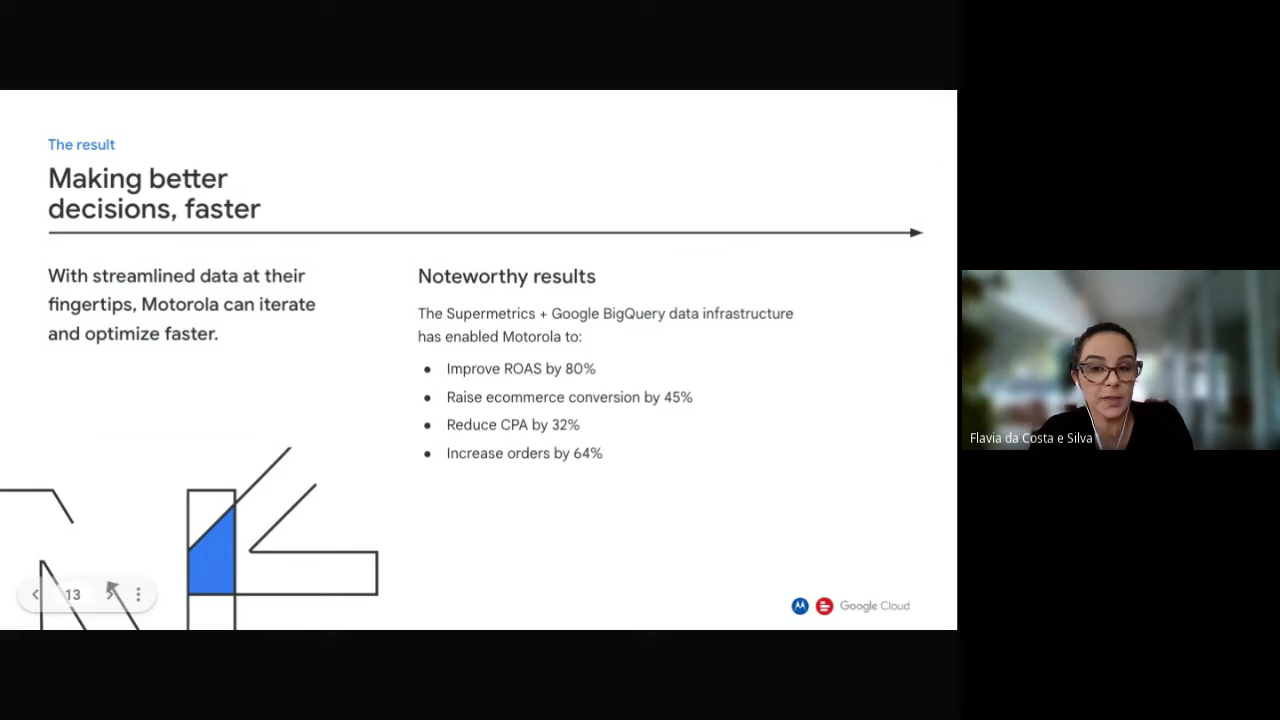 The result
Making better
decisions, faster
With streamlined data at their
fingertips, Motorola can iterate
and optimize faster.
Noteworthy results
The Supermetrics + Google BigQuery data infrastructure
has enabled Motorola to:
● Improve ROAS by 80%
● Raise ecommerce conversion by 45%
● Reduce CPA by 32%
● Increase orders by 64%
13
Google Cloud
Flavia da Costa e Silva